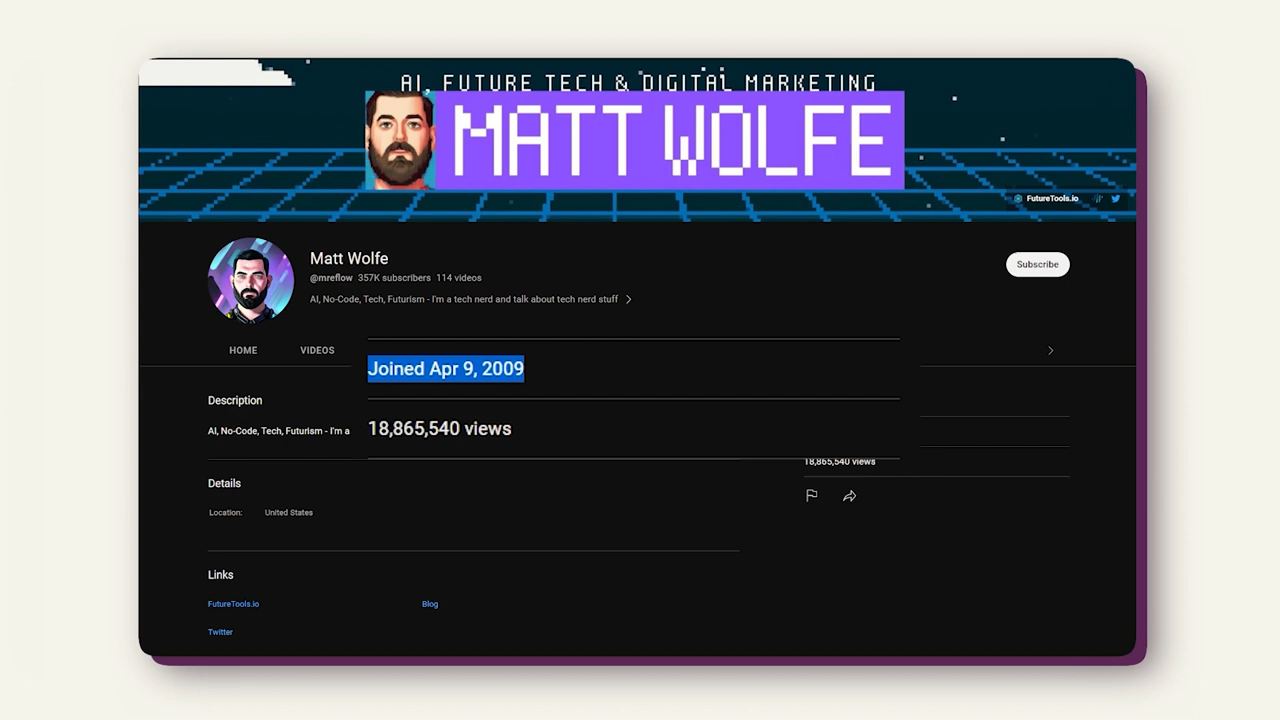 AI, FUTURE TECH & DIGITAL MARKETING
MATT WOLFE
FutureTools.io
Matt Wolfe
@mreflow 357K subscribers 114 videos
AI, No-Code, Tech, Futurism - I'm a tech nerd and talk about tech nerd stuff
Subscribe
HOME VIDEOS
Joined Apr 9, 2009
Description
AI, No-Code, Tech, Futurism - I'm a
18,865,540 views
18,865,540 views
Details
Location: United States
Links
FutureTools.io Blog
Twitter